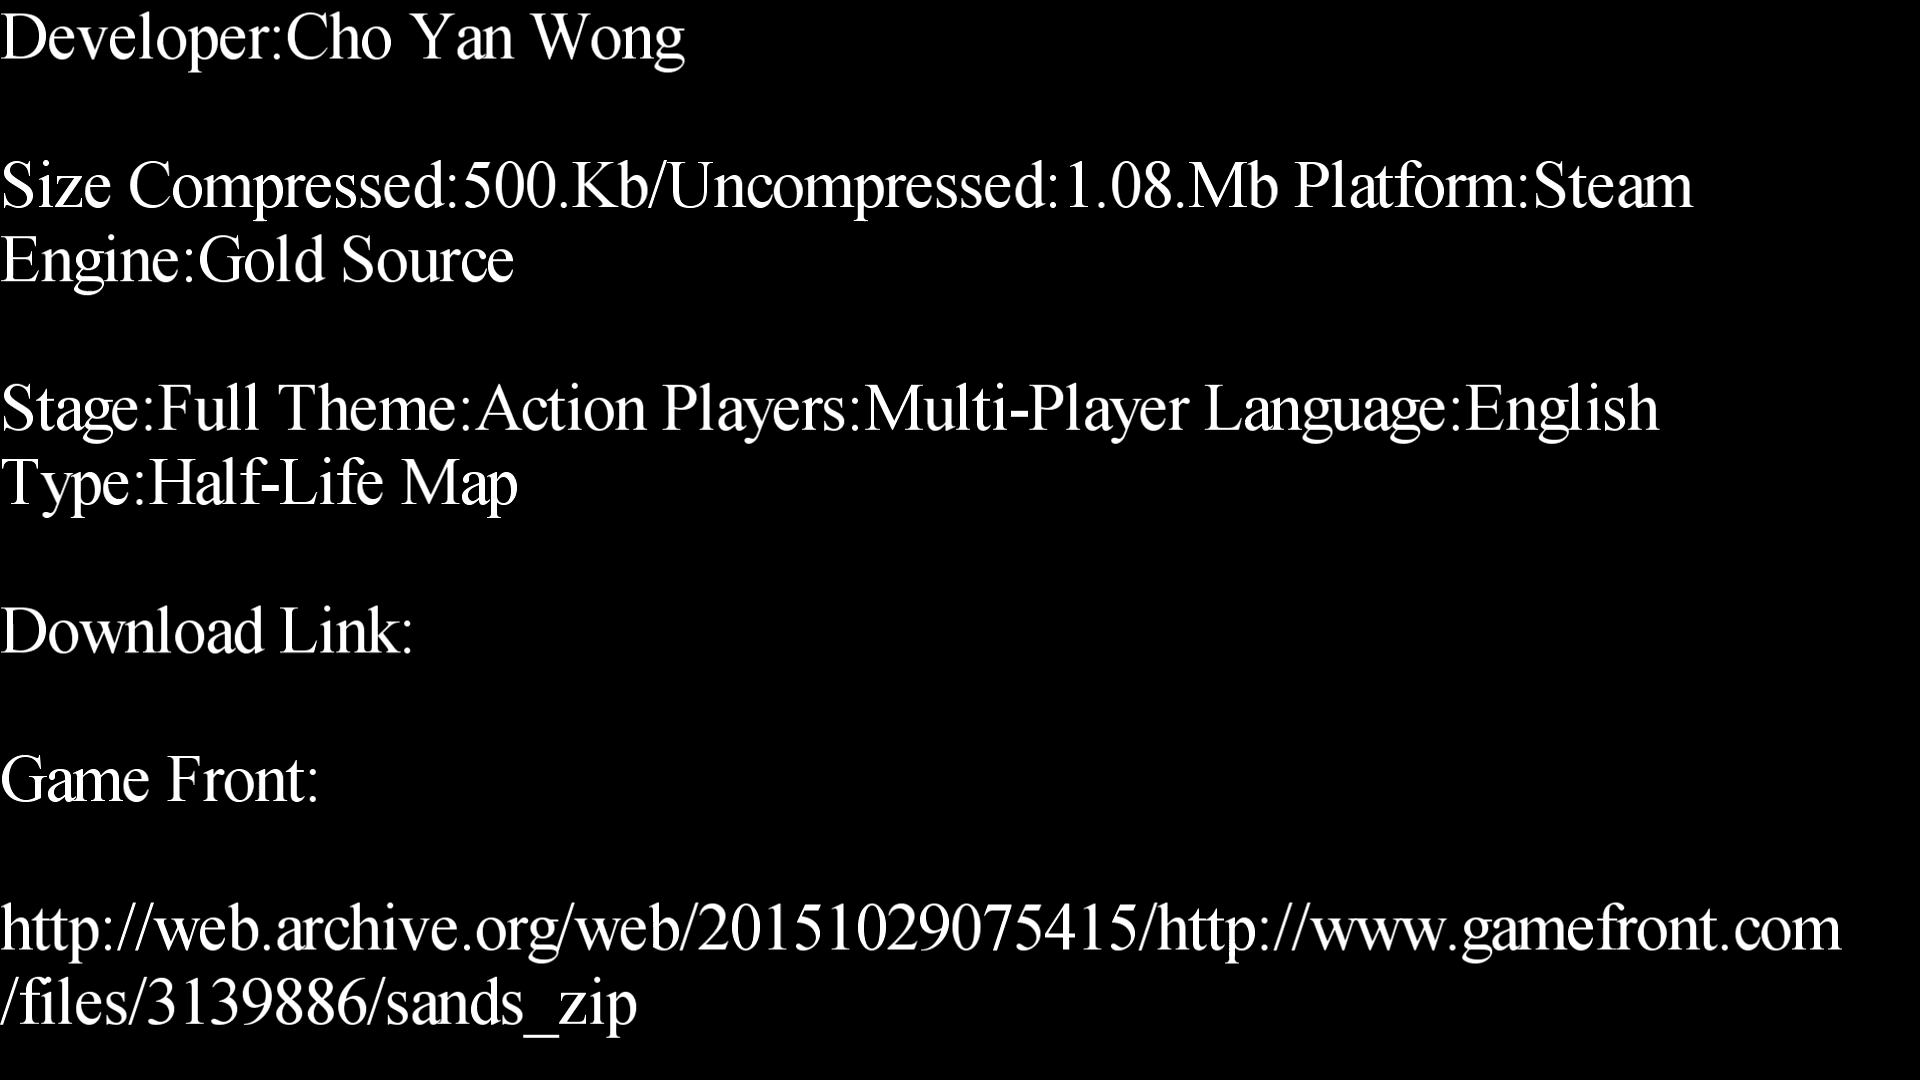 Developer:Cho Yan Wong
Size Compressed:500.Kb/Uncompressed:1.08.Mb Platform:Steam
Engine:Gold Source
Stage:Full Theme:Action Players:Multi-Player Language:English
Type:Half-Life Map
Download Link:
Game Front:
http://web.archive.org/web/20151029075415/http://www.gamefront.com
/files/3139886/sands_zip